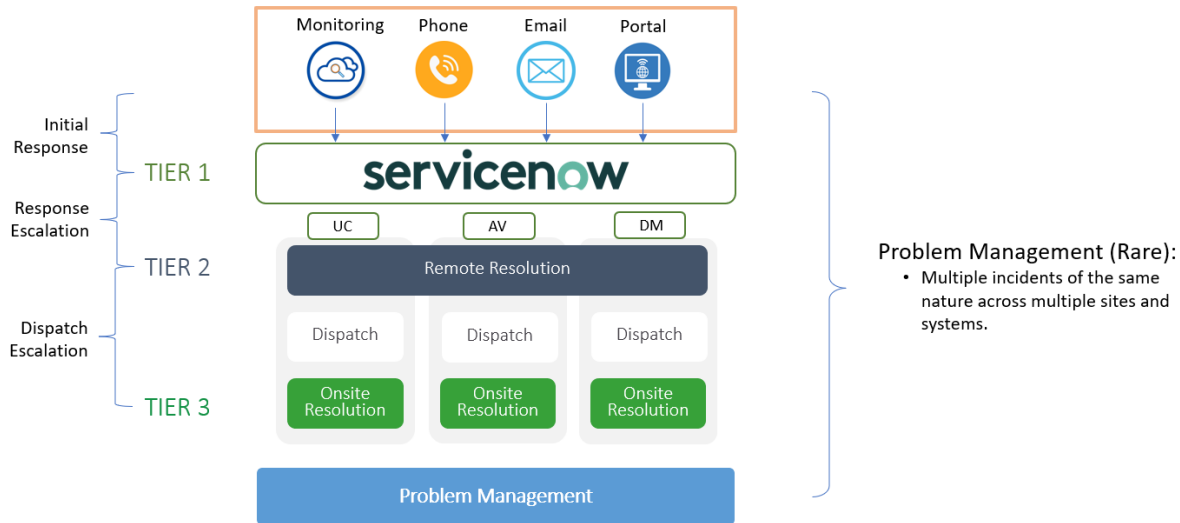 Monitoring
Phone
Email
Portal
Initial
Response
TIER 1
servicenow
Response
Escalation
UC
AV
DM
TIER 2
Remote Resolution
Problem Management (Rare):
• Multiple incidents of the same
nature across multiple sites and
systems.
Dispatch
Escalation
Dispatch
Dispatch
Dispatch
TIER 3
Onsite
Resolution
Onsite
Resolution
Onsite
Resolution
Problem Management